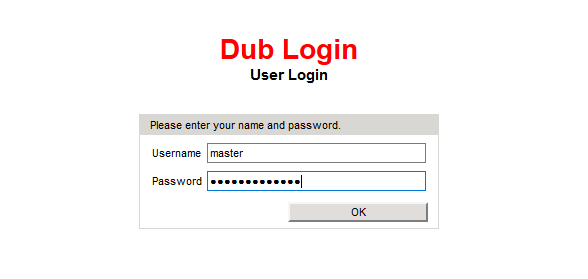 Dub Login
User Login
Please enter your name and password.
Username master
Password •••••••••••••
OK